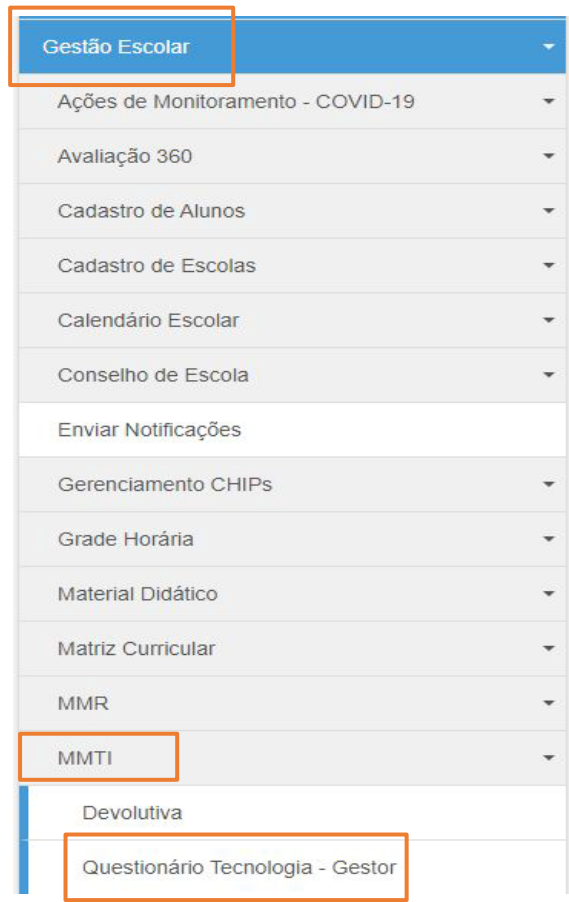 Gestão Escolar
Ações de Monitoramento - COVID-19
Avaliação 360
Cadastro de Alunos
Cadastro de Escolas
Calendário Escolar
Conselho de Escola
Enviar Notificações
Gerenciamento CHIPs
Grade Horária
Material Didático
Matriz Curricular
MMR
MMTI
Devolutiva
Questionário Tecnologia - Gestor